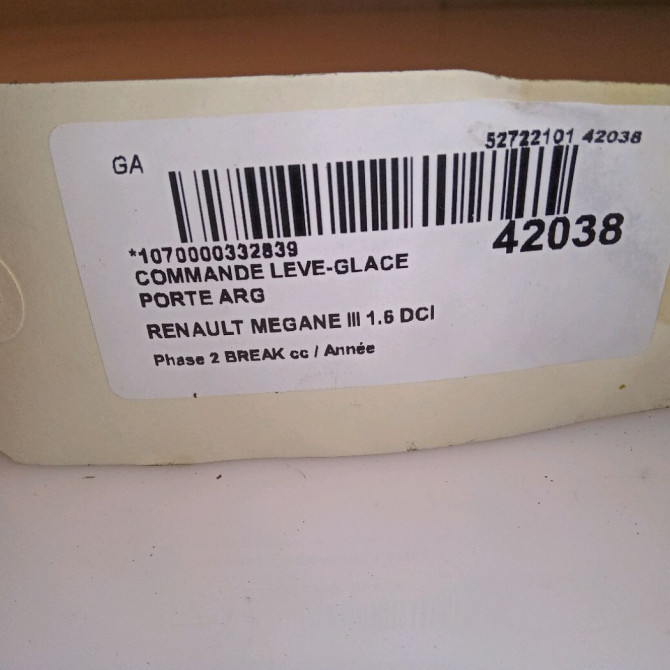 52722101 42038
GA
*1070000332839
42038
COMMANDE LEVE-GLACE
PORTE ARG
RENAULT MEGANE III 1.6 DCI
Phase 2 BREAK cc / Année